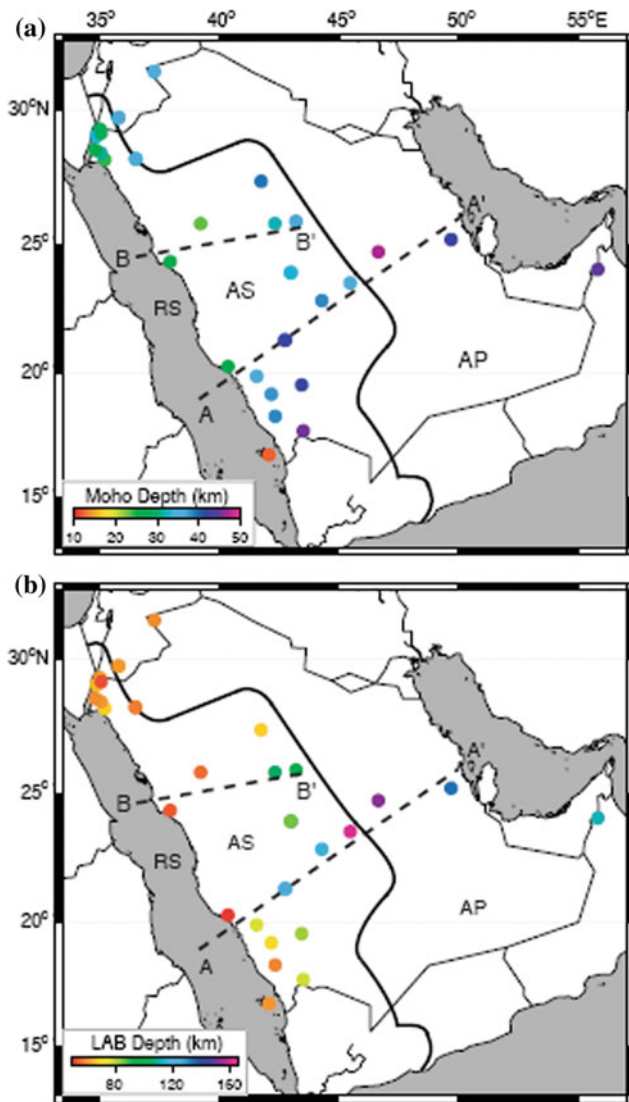 35° 40° 45° 50° 55°E
(a)
30°N
A'
25°
B
B'
AS
RS
20°
AP
A
15°
Moho Depth (km)
10 20 30 40 50
(b)
30°N
A'
25°
B
B'
AS
RS
20°
AP
A
15°
LAB Depth (km)
80 120 160